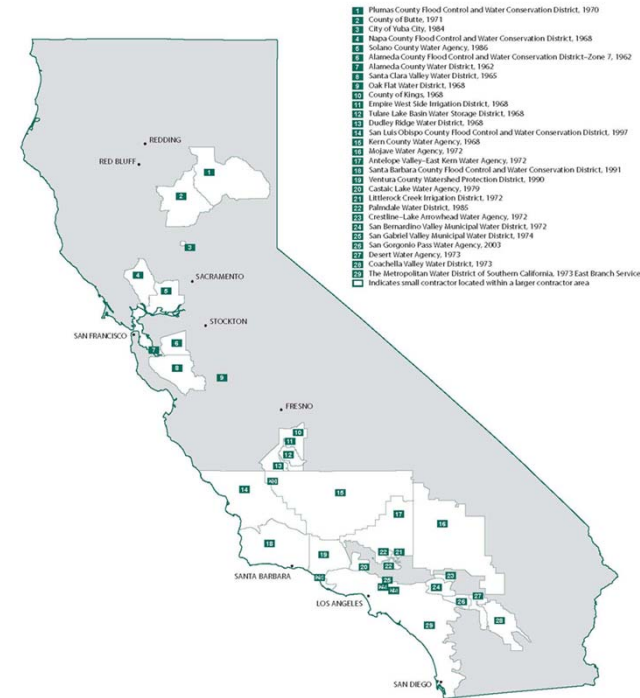 1 Plumas County Flood Control and Water Conservation District, 1970
2 County of Butte, 1971
3 City of Yuba City, 1984
4 Napa County Flood Control and Water Conservation District, 1968
5 Solano County Water Agency, 1986
6 Alameda County Flood Control and Water Conservation District–Zone 7, 1962
7 Alameda County Water District, 1962
8 Santa Clara Valley Water District, 1965
9 Oak Flat Water District, 1968
10 County of Kings, 1968
11 Empire West Side Irrigation District, 1968
12 Tulare Lake Basin Water Storage District, 1968
13 Dudley Ridge Water District, 1968
14 San Luis Obispo County Flood Control and Water Conservation District, 1997
15 Kern County Water Agency, 1968
16 Mojave Water Agency, 1972
17 Antelope Valley–East Kern Water Agency, 1972
18 Santa Barbara County Flood Control and Water Conservation District, 1991
19 Ventura County Watershed Protection District, 1990
20 Castaic Lake Water Agency, 1979
21 Littlerock Creek Irrigation District, 1972
22 Palmdale Water District, 1985
23 Crestline–Lake Arrowhead Water Agency, 1972
24 San Bernardino Valley Municipal Water District, 1972
25 San Gabriel Valley Municipal Water District, 1974
26 San Gorgonio Pass Water Agency, 2003
27 Desert Water Agency, 1973
28 Coachella Valley Water District, 1973
29 The Metropolitan Water District of Southern California, 1973 East Branch Service
Indicates small contractor located within a larger contractor area
REDDING
RED BLUFF
1
2
3
4
SACRAMENTO
5
STOCKTON
SAN FRANCISCO
6
7
8
9
FRESNO
10
11
12
13
14
15
17
16
18
19
22 21
20 22
SANTA BARBARA
23
25
24
LOS ANGELES
26 27
28
29
SAN DIEGO